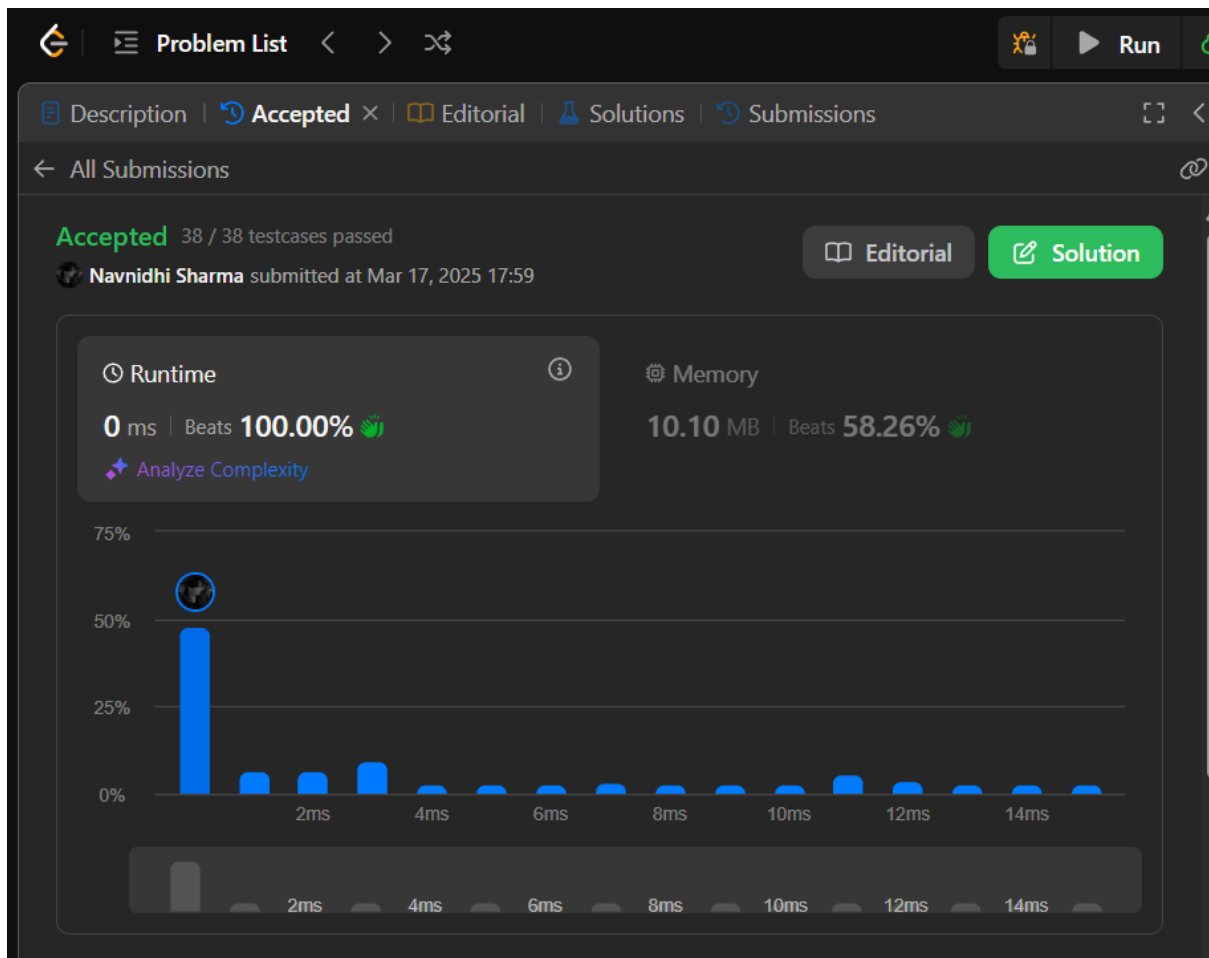 Problem List
Run
Description
Accepted
Editorial
Solutions
Submissions
All Submissions
Accepted 38 / 38 testcases passed
Navnidhi Sharma submitted at Mar 17, 2025 17:59
Editorial
Solution
Runtime
0 ms Beats 100.00%
Analyze Complexity
Memory
10.10 MB Beats 58.26%
75%
50%
25%
0%
2ms 4ms 6ms 8ms 10ms 12ms 14ms
2ms 4ms 6ms 8ms 10ms 12ms 14ms